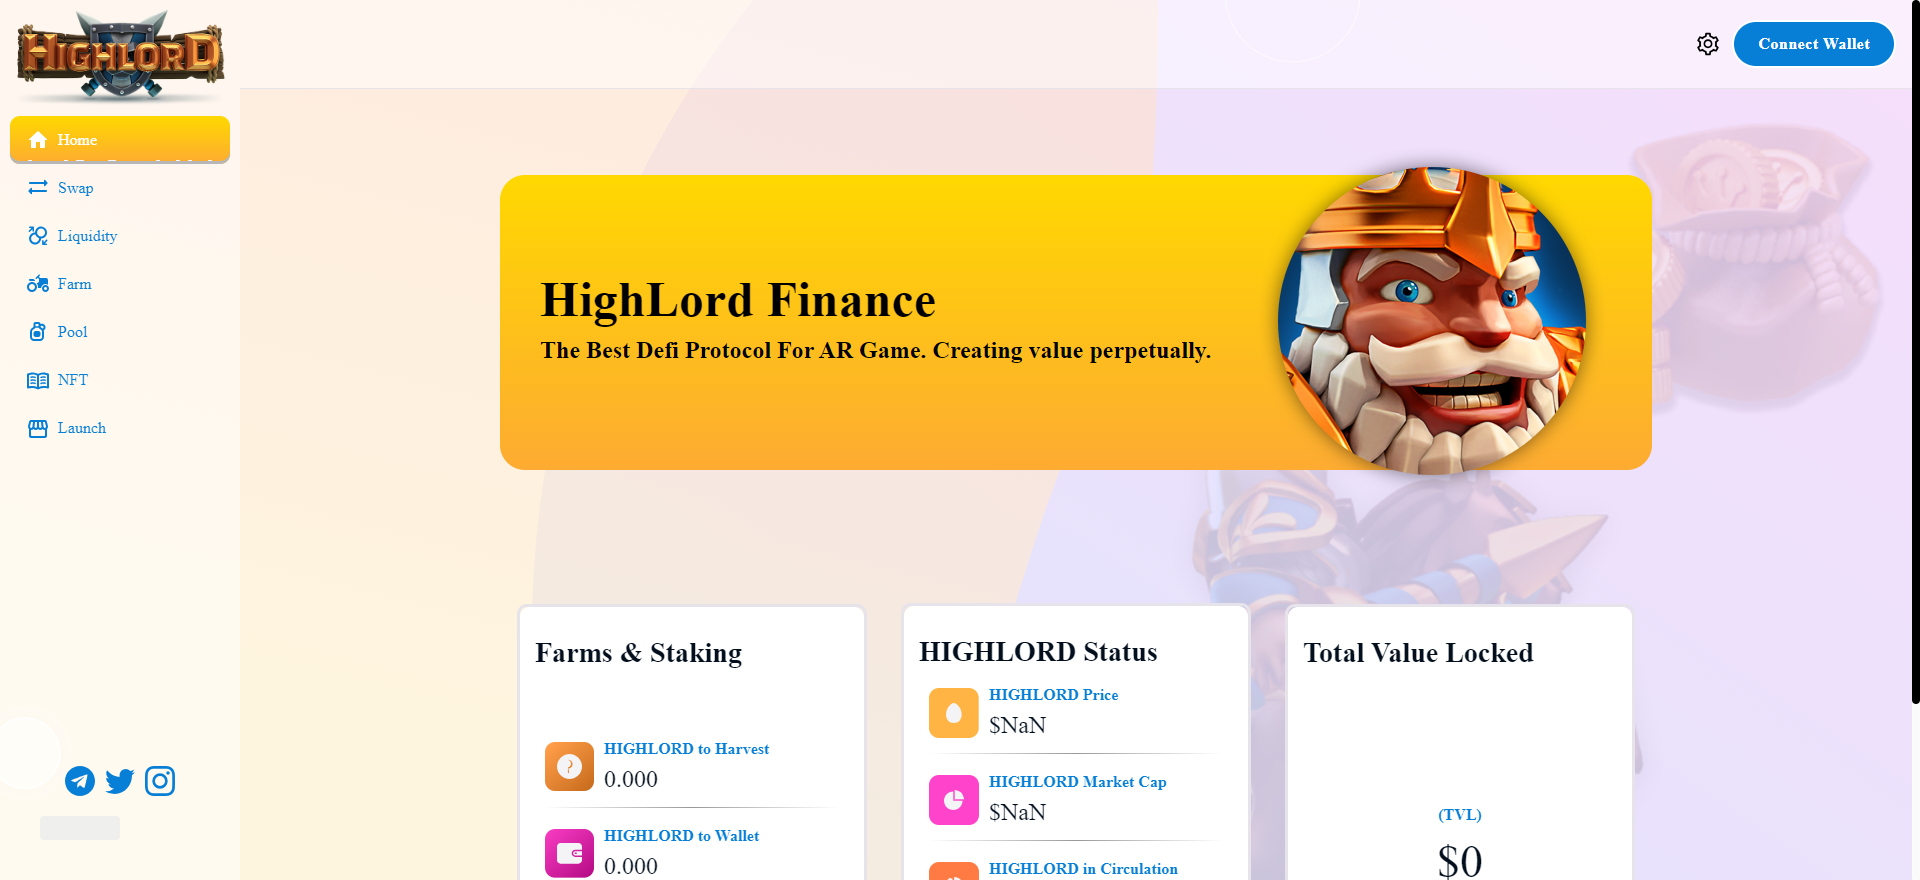 HIGHLORD
Connect Wallet
Home
Swap
Liquidity
Farm
Pool
NFT
Launch
HighLord Finance
The Best Defi Protocol For AR Game. Creating value perpetually.
Farms & Staking
HIGHLORD to Harvest
0.000
HIGHLORD to Wallet
0.000
HIGHLORD Status
HIGHLORD Price
$NaN
HIGHLORD Market Cap
$NaN
HIGHLORD in Circulation
Total Value Locked
(TVL)
$0